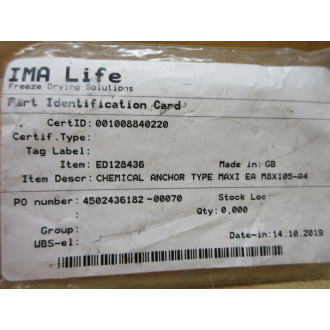 IMA Life
Freeze Drying Solutions
Part Identification Card
CertID: 001008840220
Certif.Type:
Tag Label:
Item: ED128436 Made in: GB
Item Descr: CHEMICAL ANCHOR TYPE MAXI EA M8X105-A4
PO number: 4502436182 -00070 Stock Loc:
: Qty: 0,000
Group:
WBS-el: Date-in: 14.10.2019